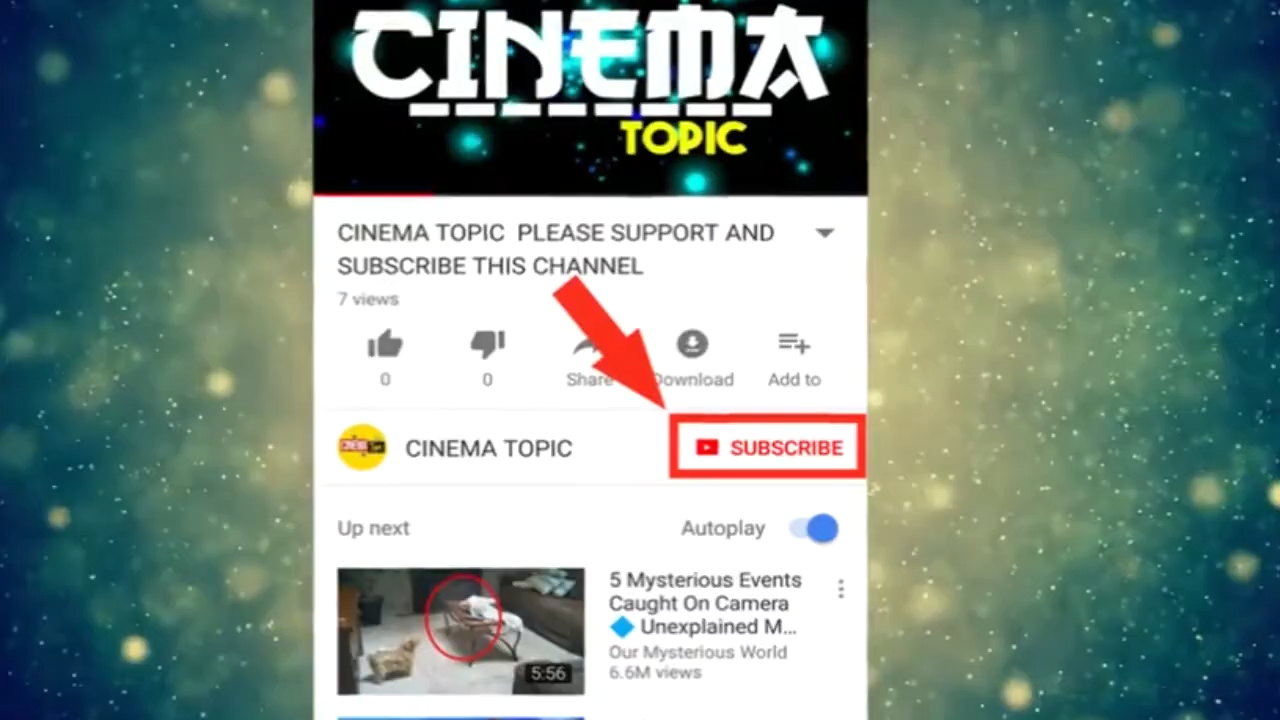 CINEMA
TOPIC
CINEMA TOPIC PLEASE SUPPORT AND
SUBSCRIBE THIS CHANNEL
7 views
0
0
Share
Download
Add to
CINEMA TOPIC
SUBSCRIBE
Up next
Autoplay
5 Mysterious Events
Caught On Camera
🔷 Unexplained M...
Our Mysterious World
6.6M views
5:56